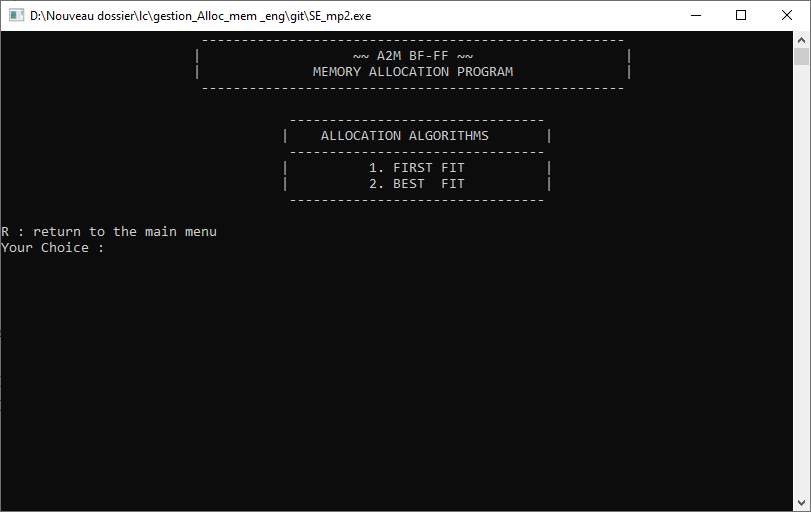 D:\Nouveau dossier\lc\gestion_Alloc_mem _eng\git\SE_mp2.exe
-----------------------------------------------------
| ~~ A2M BF-FF ~~ |
| MEMORY ALLOCATION PROGRAM |
-----------------------------------------------------
--------------------------------
| ALLOCATION ALGORITHMS |
--------------------------------
| 1. FIRST FIT |
| 2. BEST  FIT |
--------------------------------
R : return to the main menu
Your Choice :